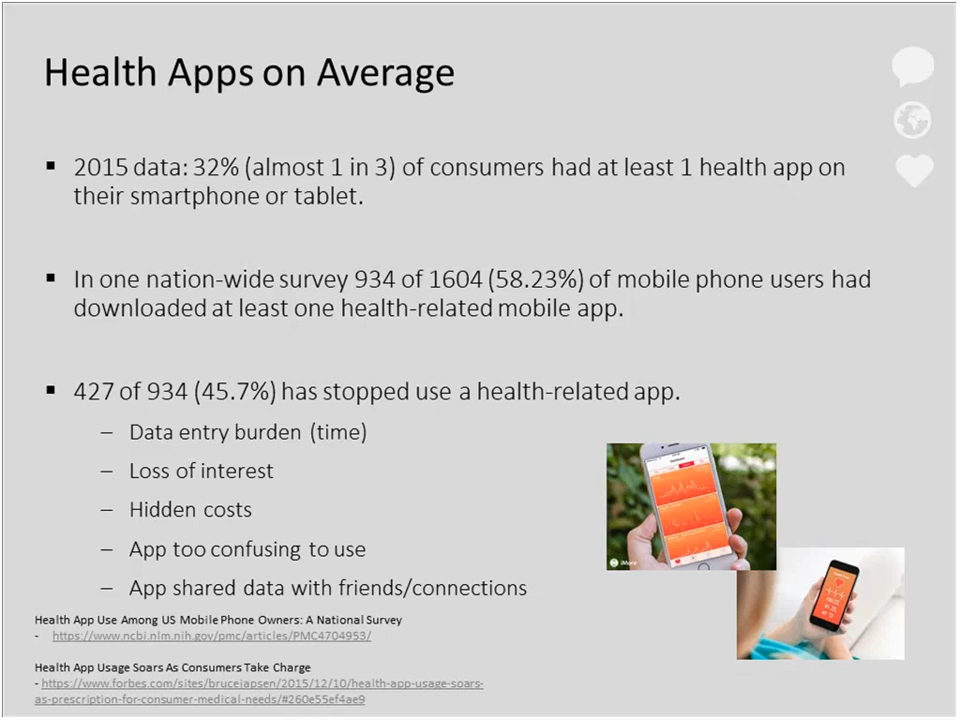 Health Apps on Average
▪ 2015 data: 32% (almost 1 in 3) of consumers had at least 1 health app on
their smartphone or tablet.
▪ In one nation-wide survey 934 of 1604 (58.23%) of mobile phone users had
downloaded at least one health-related mobile app.
▪ 427 of 934 (45.7%) has stopped use a health-related app.
– Data entry burden (time)
– Loss of interest
– Hidden costs
– App too confusing to use
– App shared data with friends/connections
iMore
Health App Use Among US Mobile Phone Owners: A National Survey
- https://www.ncbi.nlm.nih.gov/pmc/articles/PMC4704953/
Health App Usage Soars As Consumers Take Charge
- https://www.forbes.com/sites/brucejapsen/2015/12/10/health-app-usage-soars-
as-prescription-for-consumer-medical-needs/#260e55ef4ae9